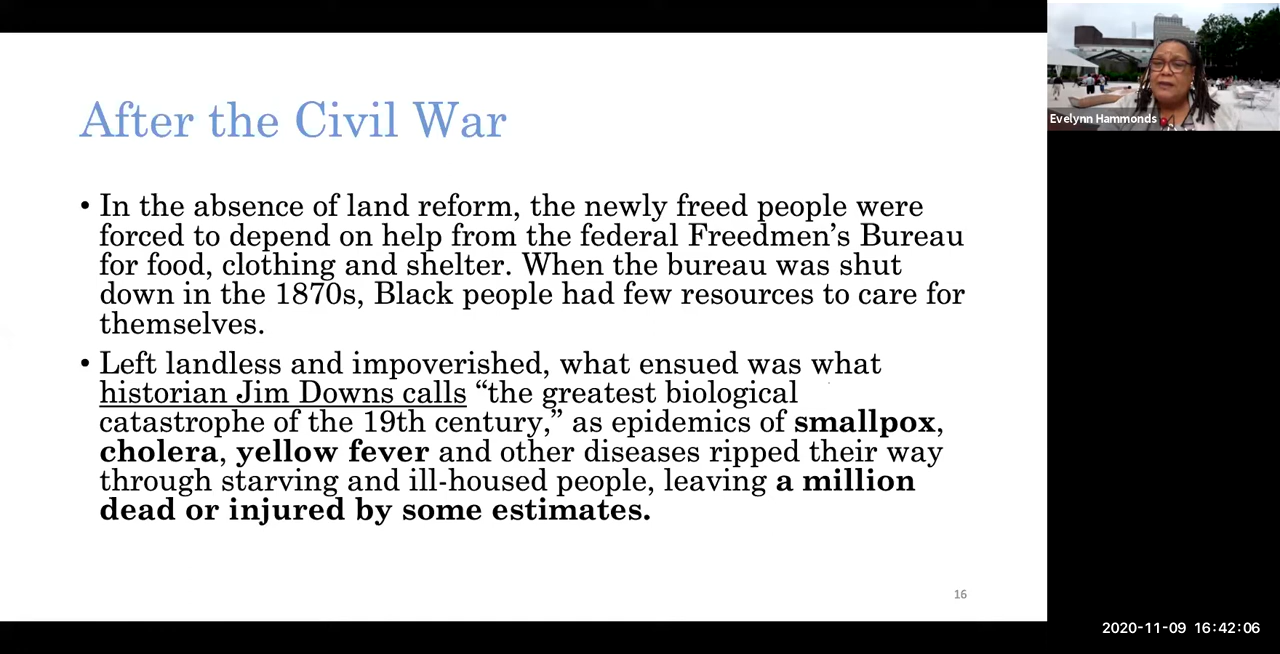 After the Civil War
• In the absence of land reform, the newly freed people were
forced to depend on help from the federal Freedmen’s Bureau
for food, clothing and shelter. When the bureau was shut
down in the 1870s, Black people had few resources to care for
themselves.
• Left landless and impoverished, what ensued was what
historian Jim Downs calls “the greatest biological
catastrophe of the 19th century,” as epidemics of smallpox,
cholera, yellow fever and other diseases ripped their way
through starving and ill-housed people, leaving a million
dead or injured by some estimates.
16
Evelynn Hammonds
2020-11-09 16:42:06